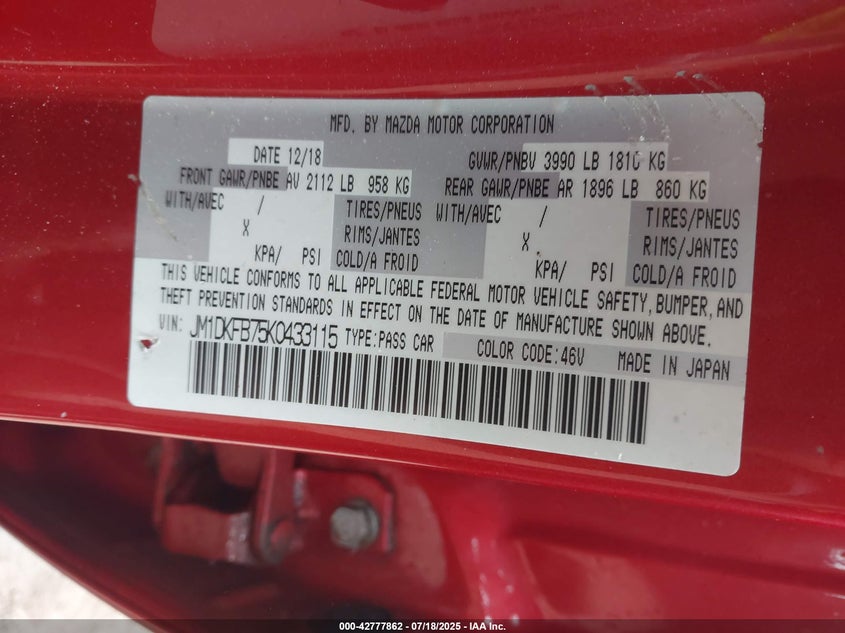 MFD. BY MAZDA MOTOR CORPORATION
DATE 12/18 GVWR/PNBV 3990 LB 1810 KG
FRONT GAWR/PNBE AV 2112 LB 958 KG REAR GAWR/PNBE AR 1896 LB 860 KG
WITH/AVEC / TIRES/PNEUS WITH/AVEC / TIRES/PNEUS
X RIMS/JANTES X RIMS/JANTES
KPA/ PSI COLD/A FROID KPA/ PSI COLD/A FROID
THIS VEHICLE CONFORMS TO ALL APPLICABLE FEDERAL MOTOR VEHICLE SAFETY, BUMPER, AND
THEFT PREVENTION STANDARDS IN EFFECT ON THE DATE OF MANUFACTURE SHOWN ABOVE.
VIN: JM1DKFB75K0433115 TYPE:PASS CAR COLOR CODE:46V MADE IN JAPAN
000-42777862 - 07/18/2025 - IAA Inc.